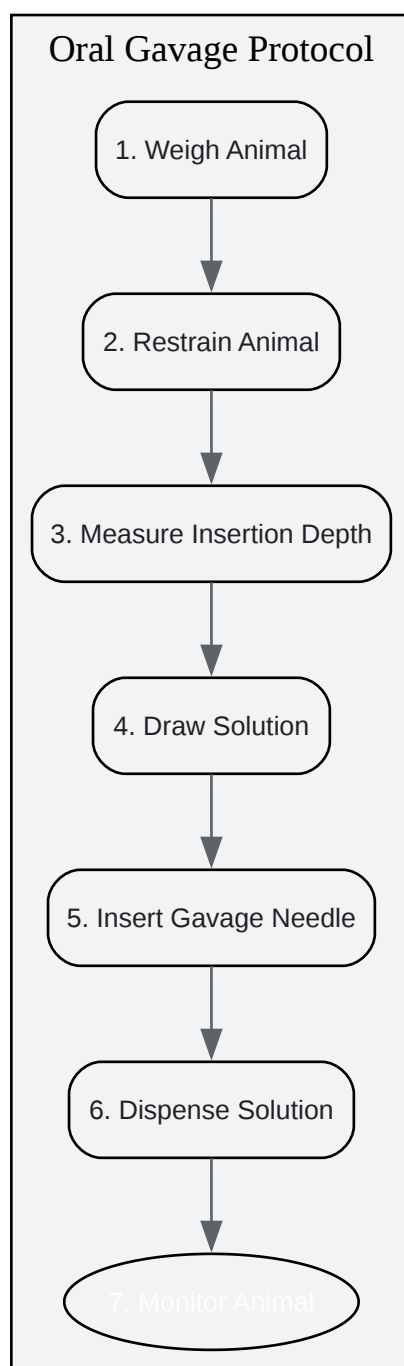 Oral Gavage Protocol
1. Weigh Animal
2. Restrain Animal
3. Measure Insertion Depth
4. Draw Solution
5. Insert Gavage Needle
6. Dispense Solution
7. Monitor Animal